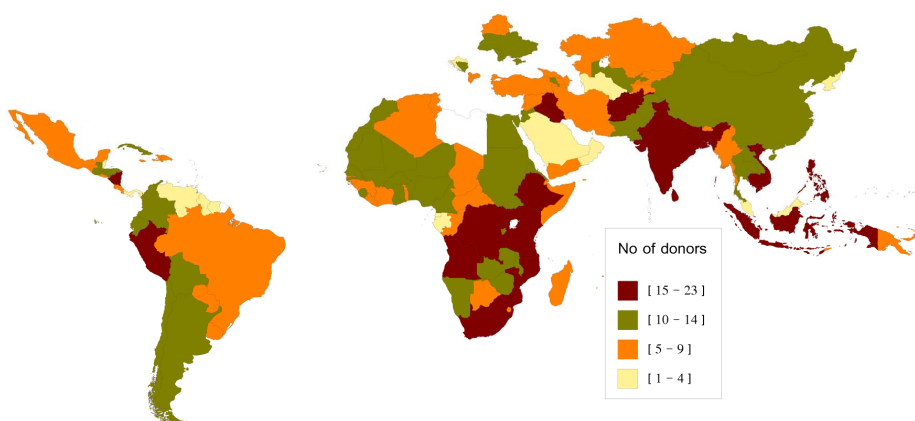 No of donors
[ 15 – 23 ]
[ 10 – 14 ]
[ 5 – 9 ]
[ 1 – 4 ]